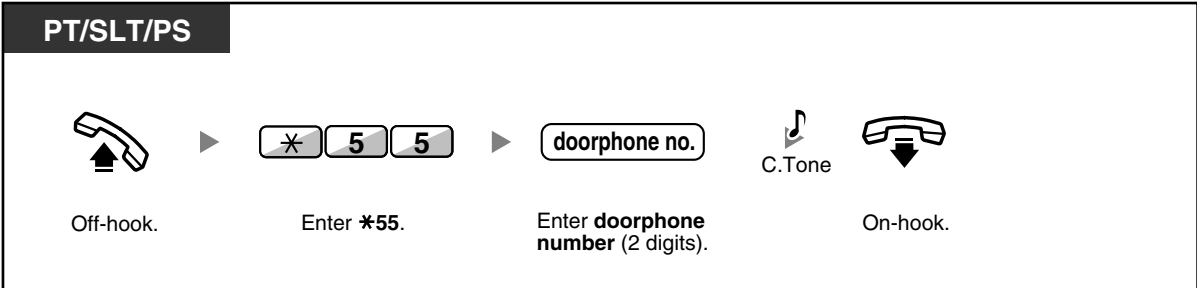 PT/SLT/PS
* 5 5
doorphone no.
C.Tone
Off-hook.
Enter *55.
Enter doorphone
number (2 digits).
On-hook.